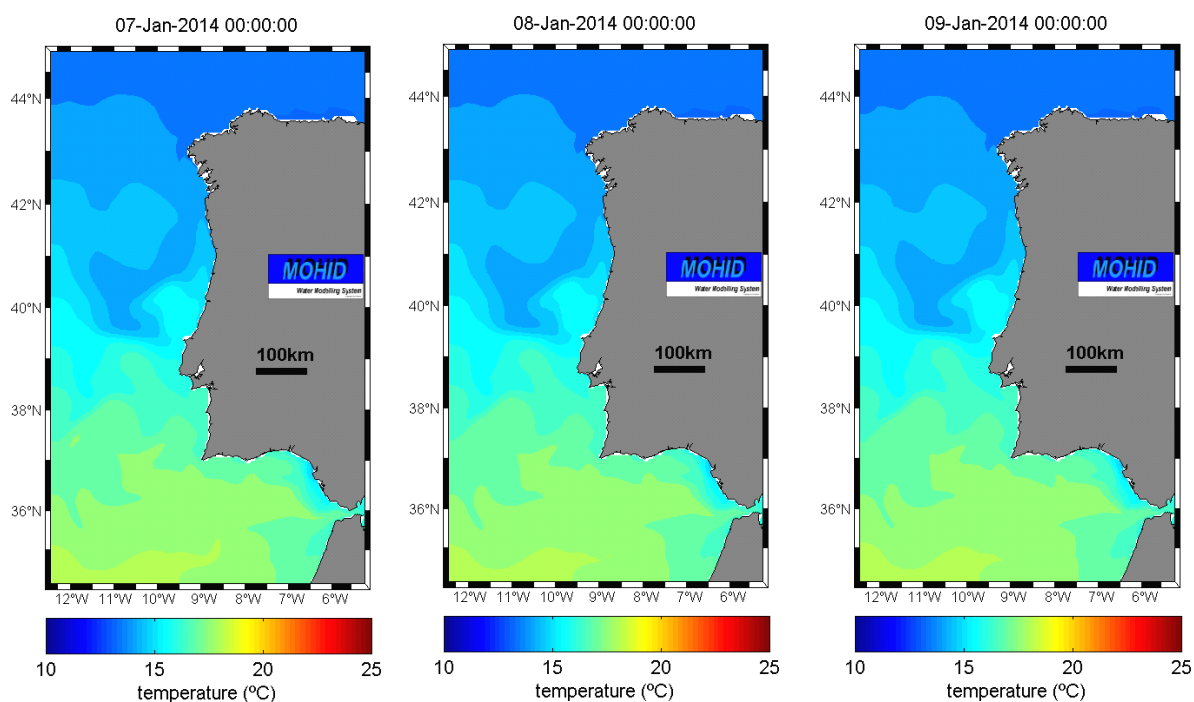 07-Jan-2014 00:00:00
44°N
42°N
40°N
38°N
36°N
12°W 11°W 10°W 9°W 8°W 7°W 6°W
MOHID
Water Modelling System
100km
10 15 20 25
temperature (ºC)
08-Jan-2014 00:00:00
44°N
42°N
40°N
38°N
36°N
12°W 11°W 10°W 9°W 8°W 7°W 6°W
MOHID
Water Modelling System
100km
10 15 20 25
temperature (ºC)
09-Jan-2014 00:00:00
44°N
42°N
40°N
38°N
36°N
12°W 11°W 10°W 9°W 8°W 7°W 6°W
MOHID
Water Modelling System
100km
10 15 20 25
temperature (ºC)